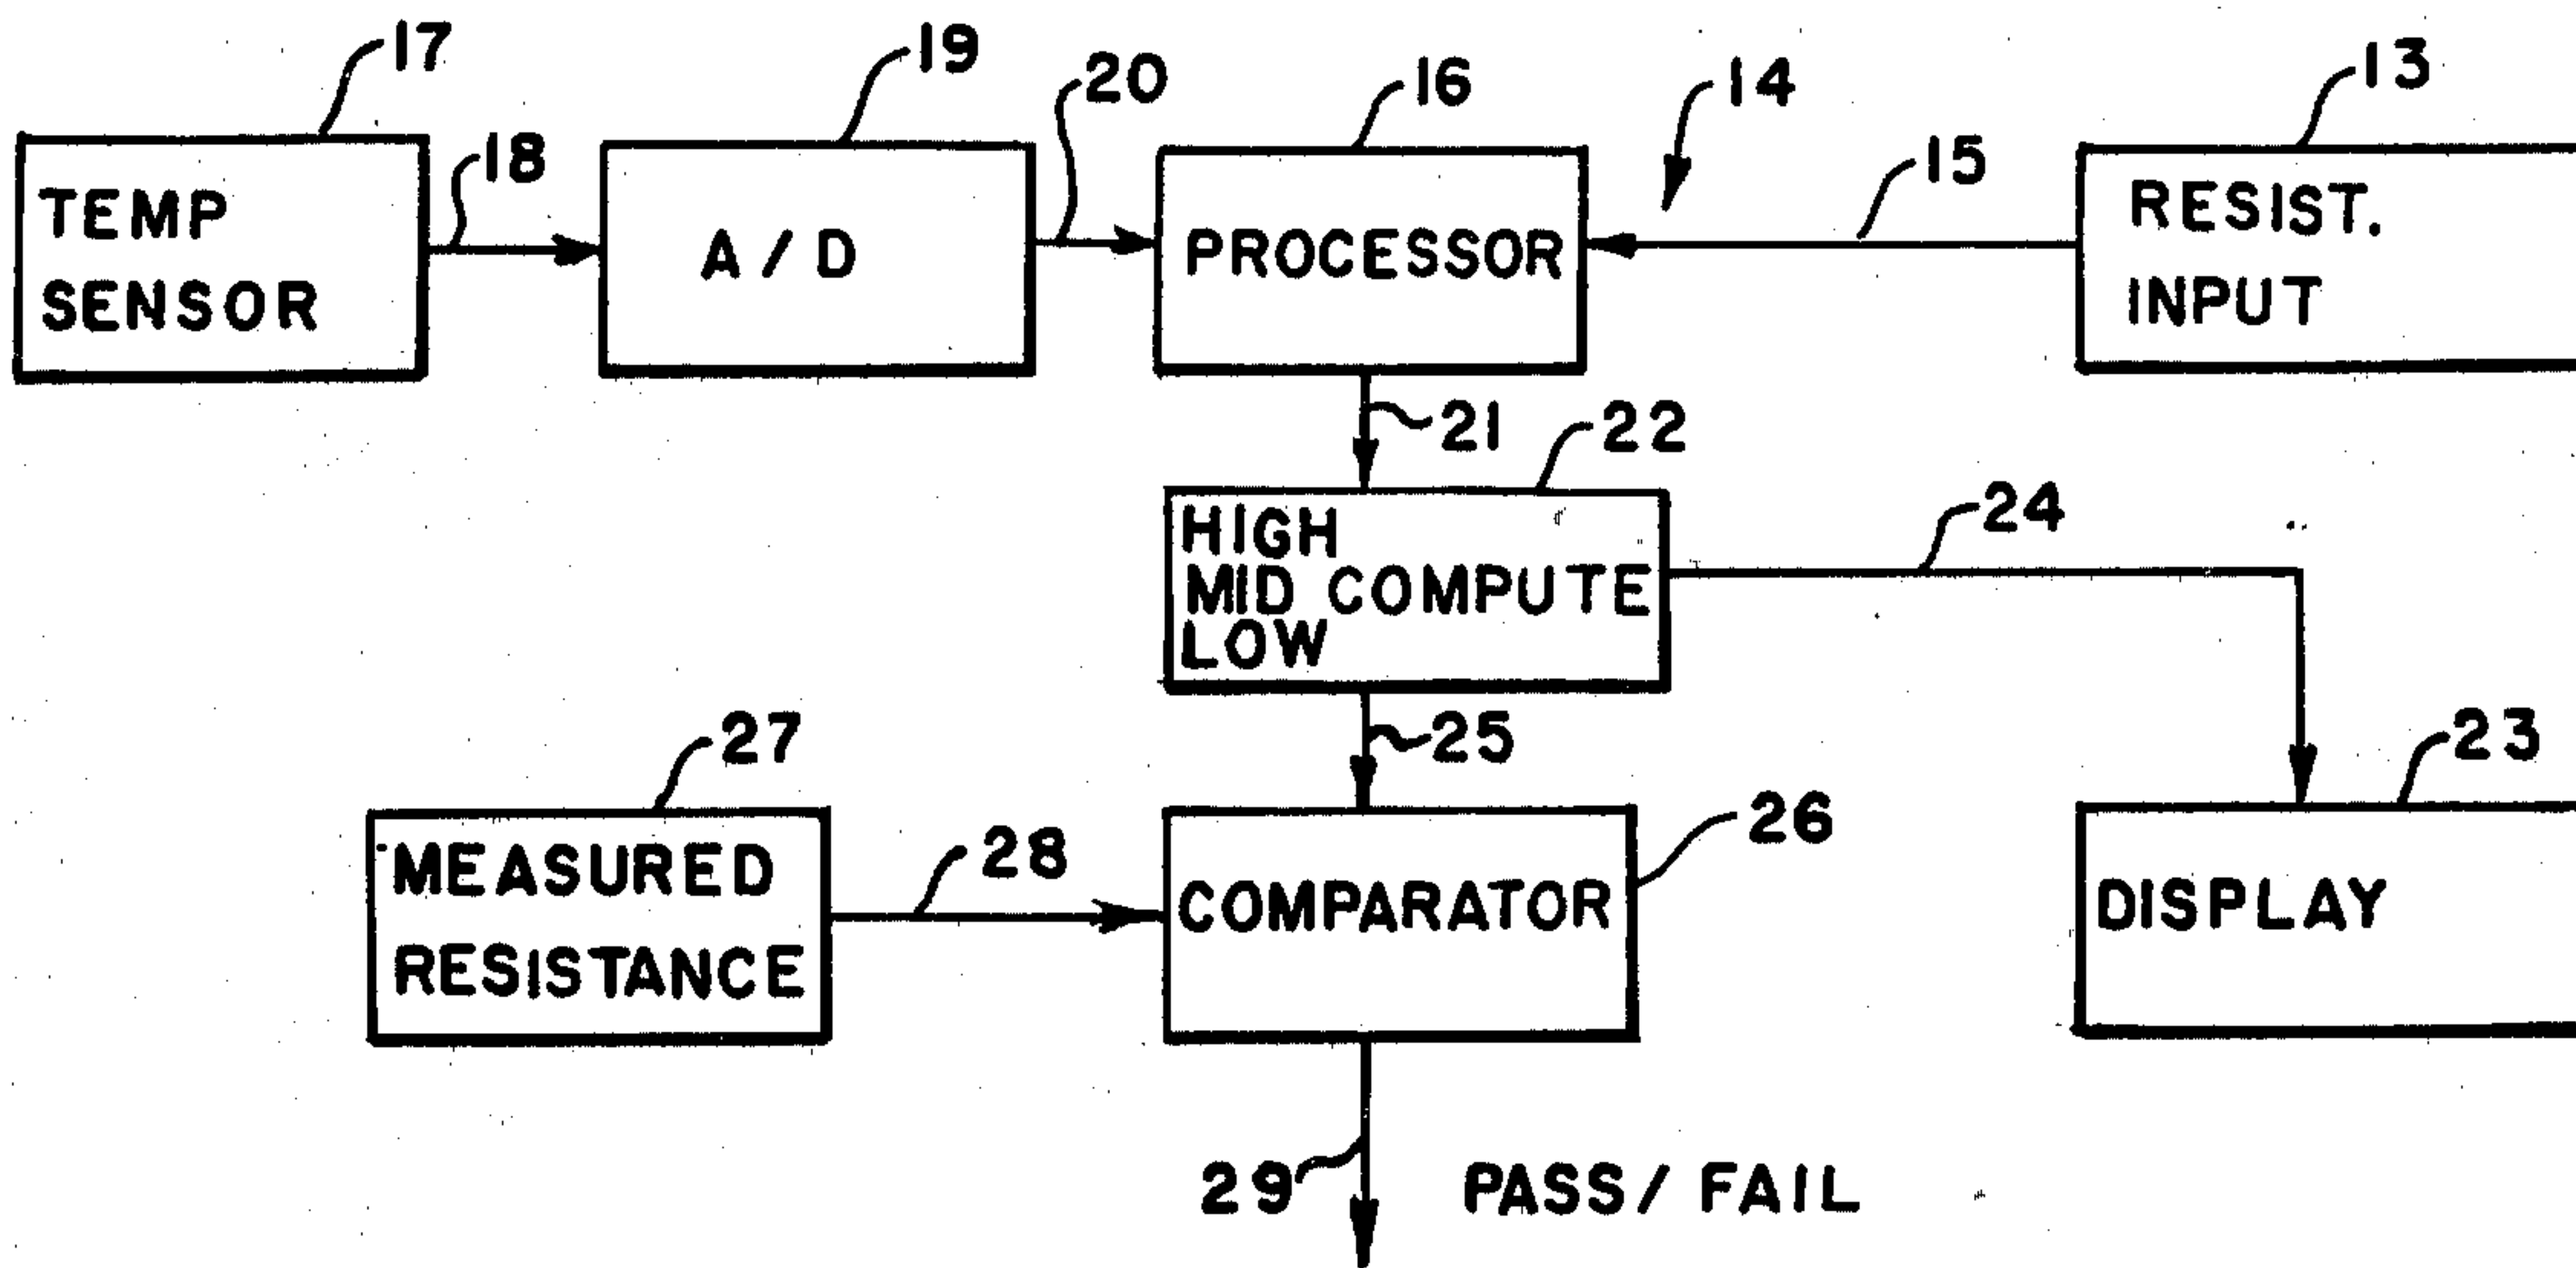 17
19
20
16
14
13
18
15
TEMP
SENSOR
A / D
PROCESSOR
RESIST.
INPUT
21
22
24
HIGH
MID COMPUTE
LOW
27
25
23
28
26
MEASURED
RESISTANCE
COMPARATOR
DISPLAY
29
PASS / FAIL